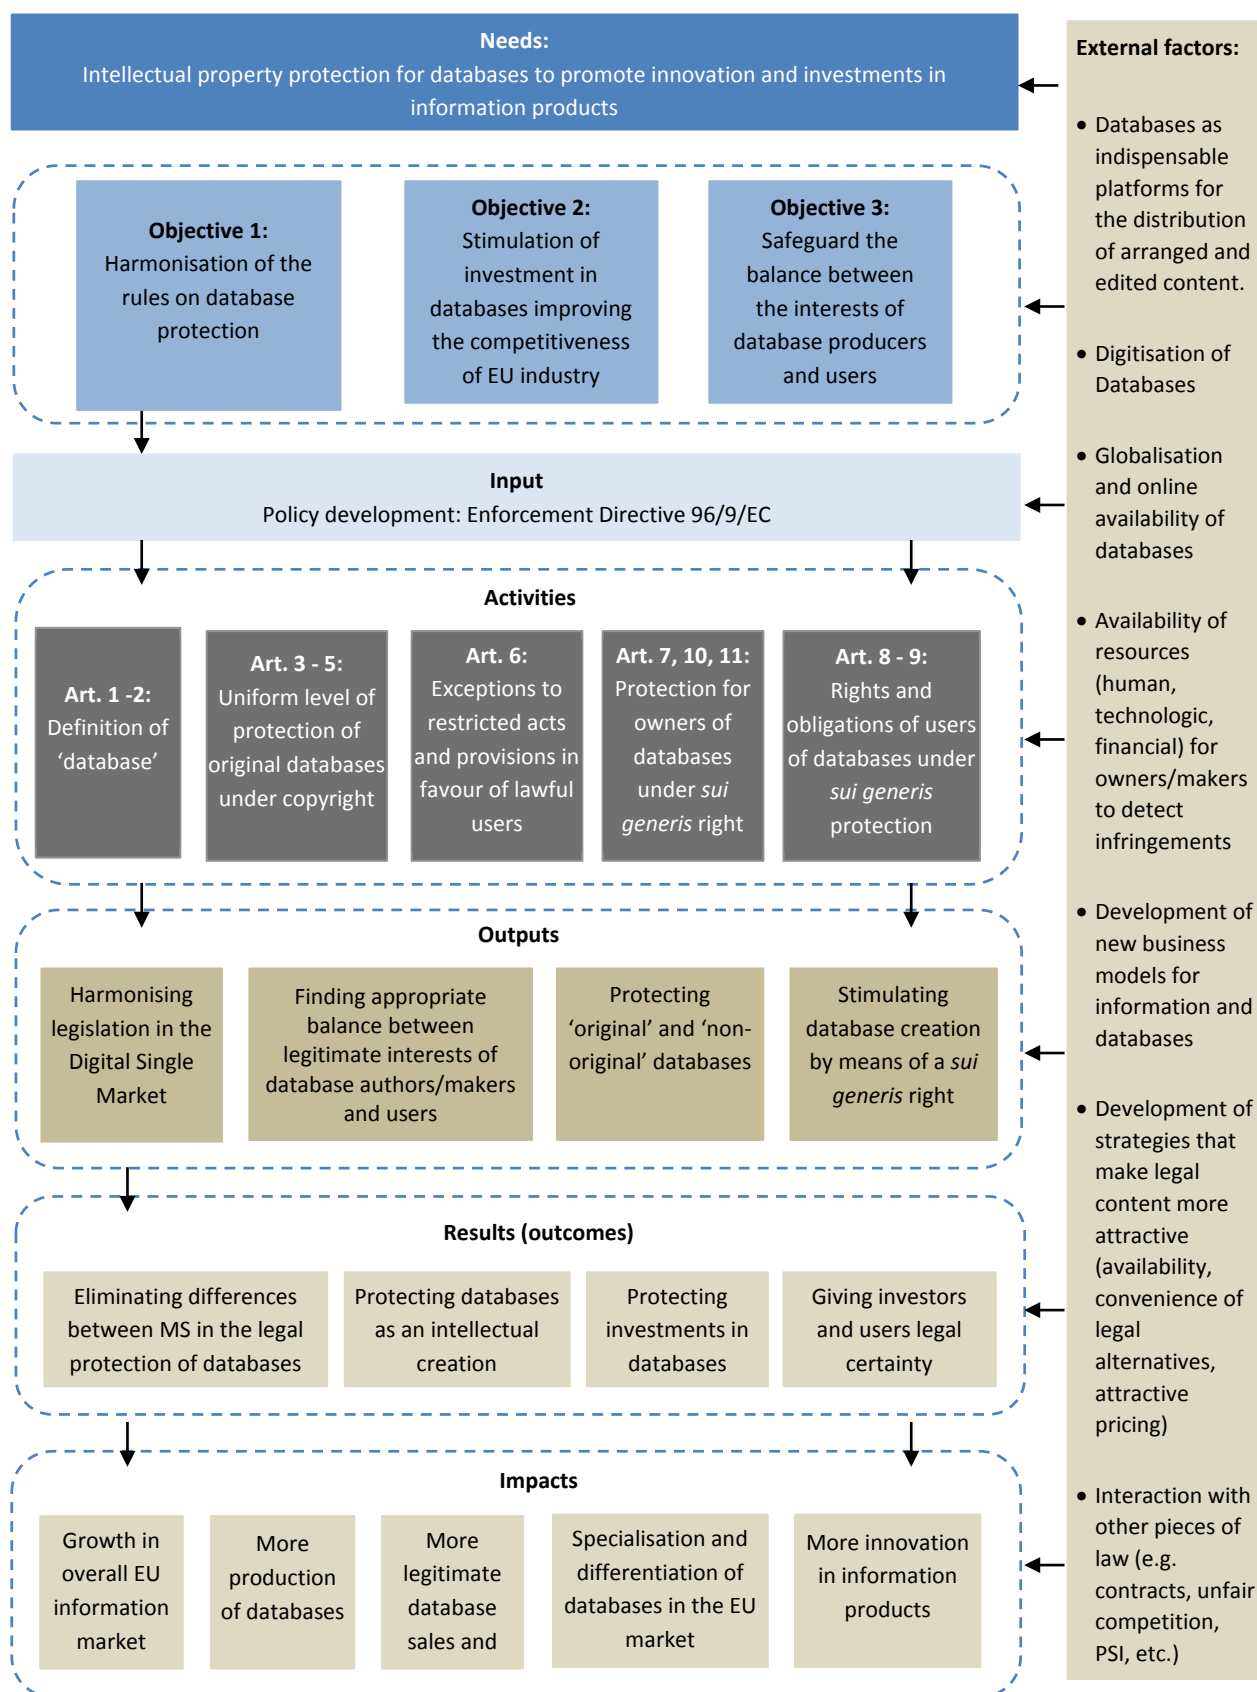 Needs:
Intellectual property protection for databases to promote innovation and investments in
information products
Objective 1:
Harmonisation of the
rules on database
protection
Objective 2:
Stimulation of
investment in
databases improving
the competitiveness
of EU industry
Objective 3:
Safeguard the
balance between
the interests of
database producers
and users
Input
Policy development: Enforcement Directive 96/9/EC
Activities
Art. 1 -2:
Definition of
‘database’
Art. 3 - 5:
Uniform level of
protection of
original databases
under copyright
Art. 6:
Exceptions to
restricted acts
and provisions in
favour of lawful
users
Art. 7, 10, 11:
Protection for
owners of
databases
under sui
generis right
Art. 8 - 9:
Rights and
obligations of users
of databases under
sui generis
protection
Outputs
Harmonising
legislation in the
Digital Single
Market
Finding appropriate
balance between
legitimate interests of
database authors/makers
and users
Protecting
‘original’ and ‘non-
original’ databases
Stimulating
database creation
by means of a sui
generis right
Results (outcomes)
Eliminating differences
between MS in the legal
protection of databases
Protecting databases
as an intellectual
creation
Protecting
investments in
databases
Giving investors
and users legal
certainty
Impacts
Growth in
overall EU
information
market
More
production
of databases
More
legitimate
database
sales and
Specialisation and
differentiation of
databases in the EU
market
More innovation
in information
products
External factors:
• Databases as
indispensable
platforms for
the distribution
of arranged and
edited content.
• Digitisation of
Databases
• Globalisation
and online
availability of
databases
• Availability of
resources
(human,
technologic,
financial) for
owners/makers
to detect
infringements
• Development of
new business
models for
information and
databases
• Development of
strategies that
make legal
content more
attractive
(availability,
convenience of
legal
alternatives,
attractive
pricing)
• Interaction with
other pieces of
law (e.g.
contracts, unfair
competition,
PSI, etc.)